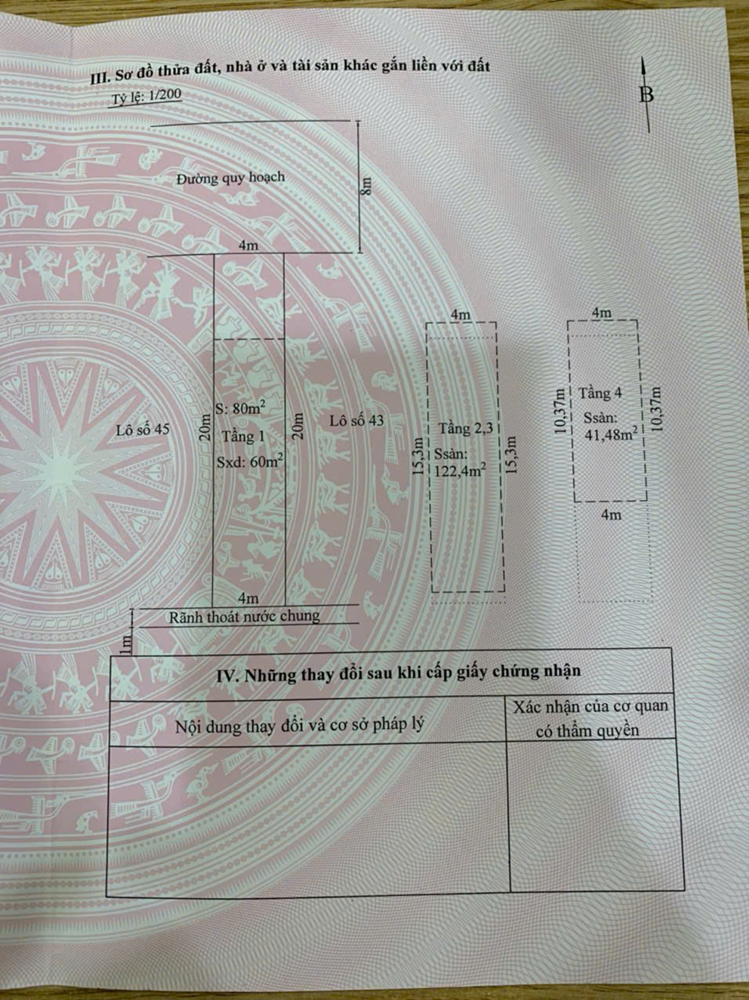 III. Sơ đồ thửa đất, nhà ở và tài sản khác gắn liền với đất
Tỷ lệ: 1/200
B
Đường quy hoạch
8m
4m
4m
4m
S: 80m²
Tầng 1
Sxd: 60m²
20m
20m
Lô số 45
Lô số 43
Tầng 2,3
Ssàn:
122,4m²
15,3m
15,3m
Tầng 4
Ssàn:
41,48m²
10,37m
10,37m
4m
4m
Rãnh thoát nước chung
1m
IV. Những thay đổi sau khi cấp giấy chứng nhận
Nội dung thay đổi và cơ sở pháp lý
Xác nhận của cơ quan
có thẩm quyền